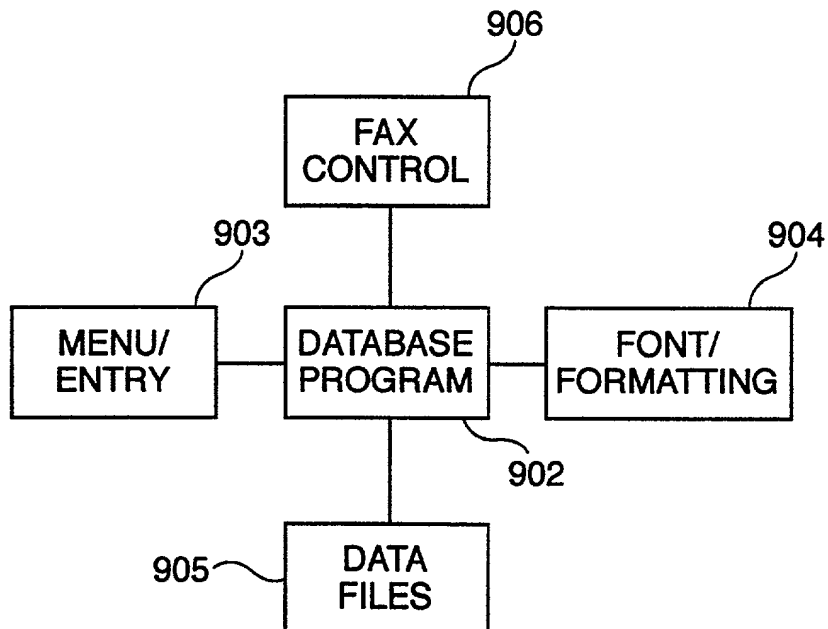 906
FAX
CONTROL
903
904
MENU/
ENTRY
DATABASE
PROGRAM
FONT/
FORMATTING
902
905
DATA
FILES